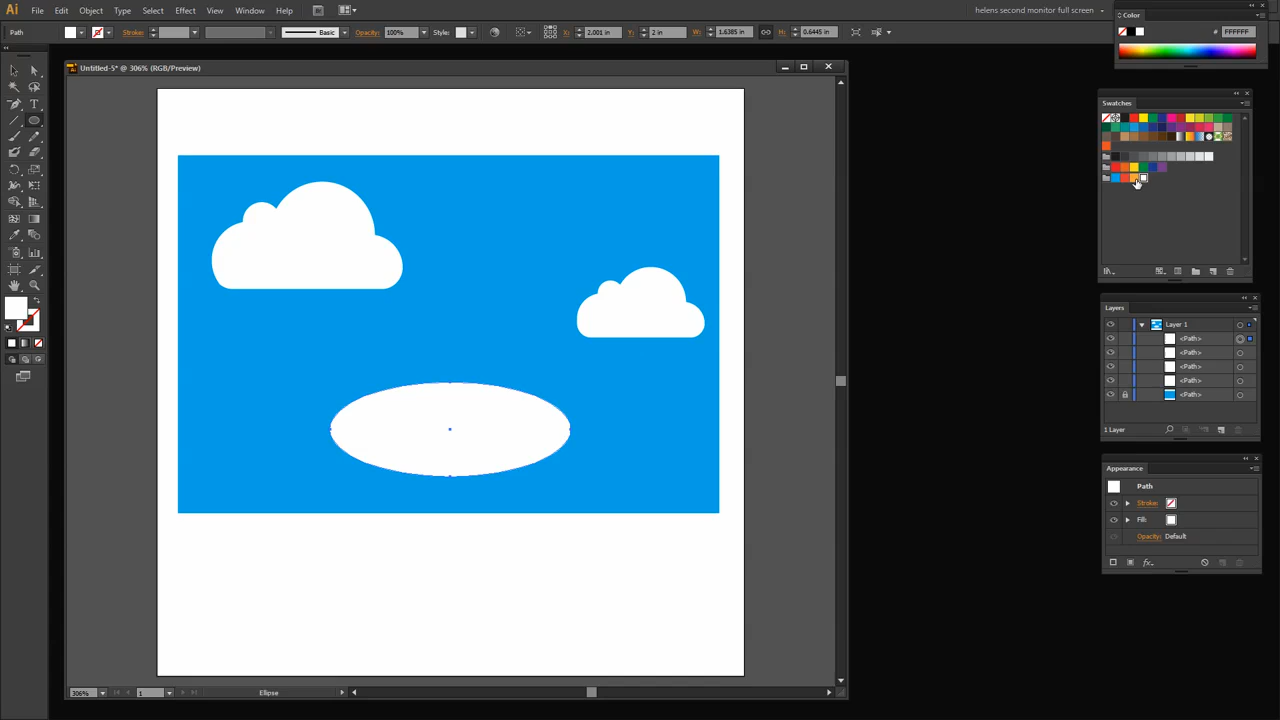 Ai File Edit Object Type Select Effect View Window Help
helens second monitor full screen
Color
Path Stroke: Basic Opacity: 100% Style: X: 2.001 in Y: 2 in W: 1.6385 in H: 0.6445 in
# FFFFFF
Untitled-5* @ 306% (RGB/Preview)
Swatches
Layers
Layer 1
<Path>
<Path>
<Path>
<Path>
<Path>
1 Layer
Appearance
Path
Stroke:
Fill:
Opacity: Default
fx
306% 1 Ellipse